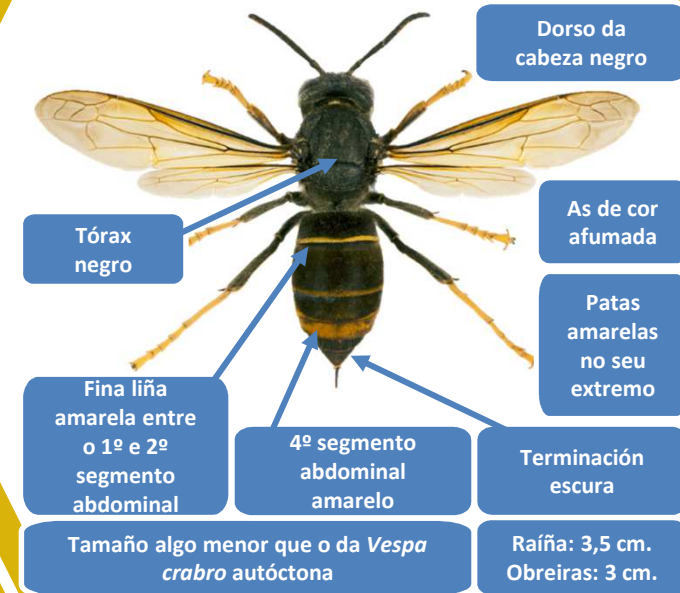 Dorso da
cabeza negro
Tórax
negro
As de cor
afumada
Patas
amarelas
no seu
extremo
Fina liña
amarela entre
o 1º e 2º
segmento
abdominal
4º segmento
abdominal
amarelo
Terminación
escura
Tamaño algo menor que o da Vespa
crabro autóctona
Raíña: 3,5 cm.
Obreiras: 3 cm.